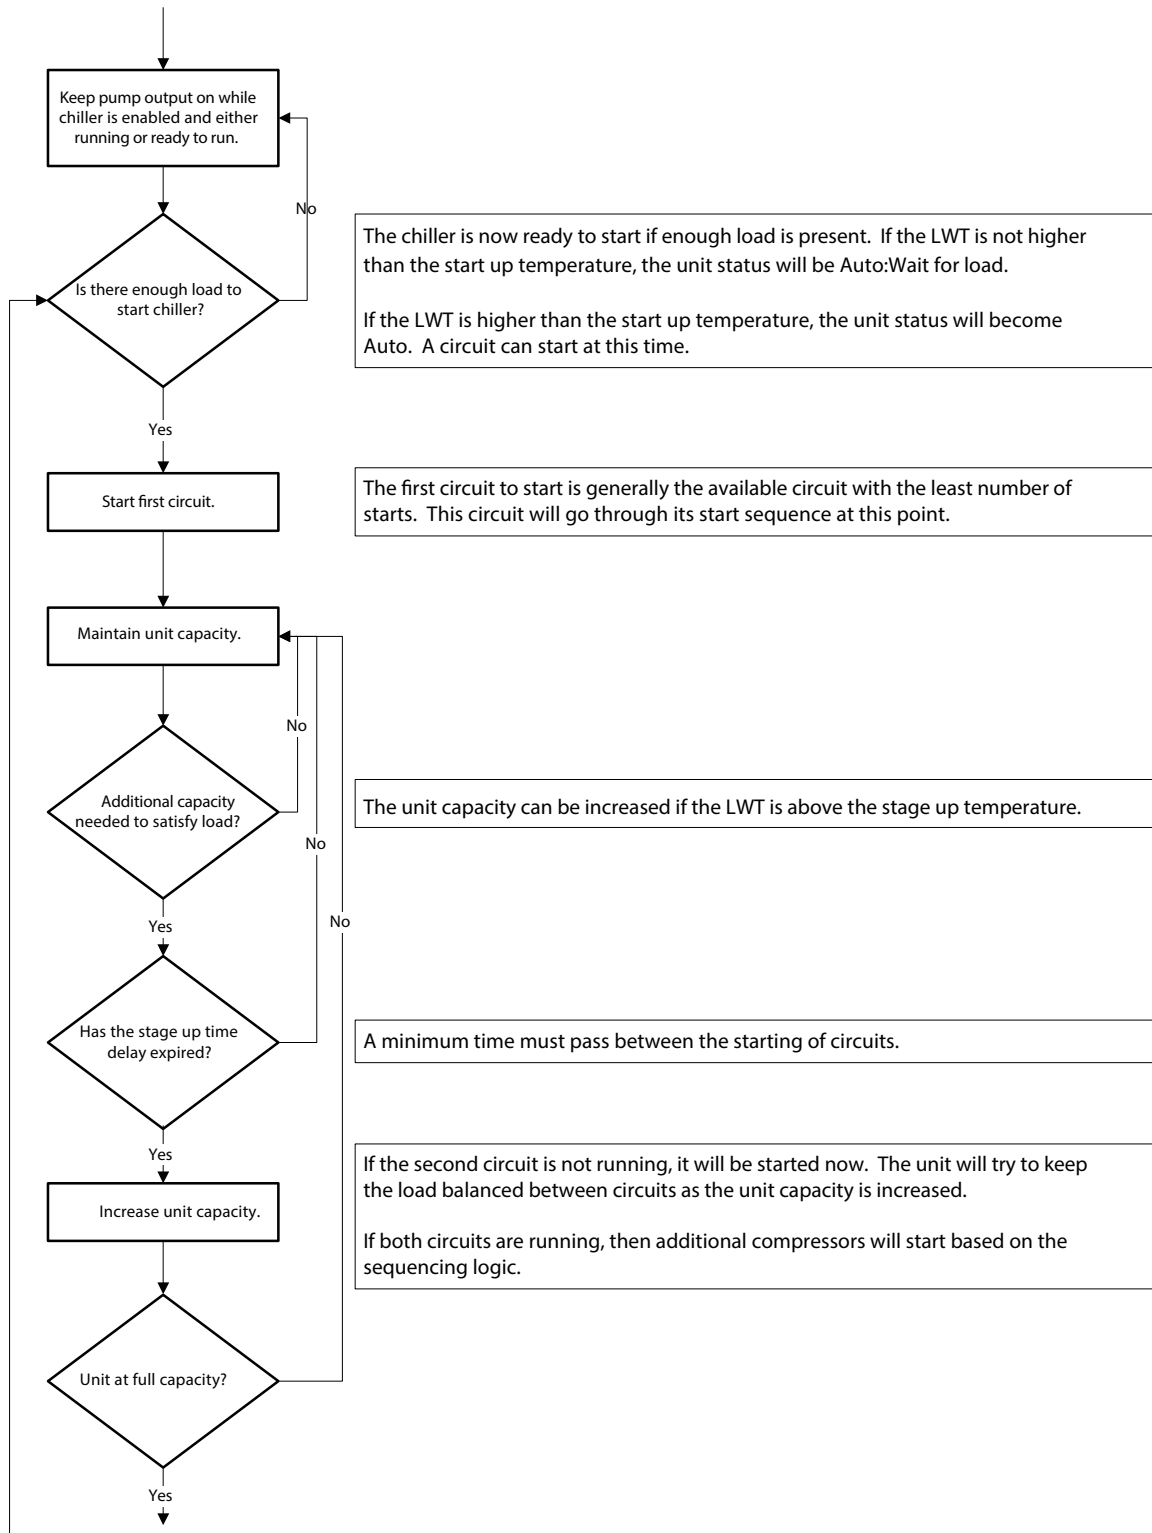 Keep pump output on while
chiller is enabled and either
running or ready to run.
No
The chiller is now ready to start if enough load is present. If the LWT is not higher
than the start up temperature, the unit status will be Auto:Wait for load.
If the LWT is higher than the start up temperature, the unit status will become
Auto. A circuit can start at this time.
Is there enough load to
start chiller?
Yes
Start first circuit.
The first circuit to start is generally the available circuit with the least number of
starts. This circuit will go through its start sequence at this point.
Maintain unit capacity.
No
Additional capacity
needed to satisfy load?
The unit capacity can be increased if the LWT is above the stage up temperature.
No
No
Yes
Has the stage up time
delay expired?
A minimum time must pass between the starting of circuits.
Yes
If the second circuit is not running, it will be started now. The unit will try to keep
the load balanced between circuits as the unit capacity is increased.
If both circuits are running, then additional compressors will start based on the
sequencing logic.
Increase unit capacity.
Unit at full capacity?
Yes